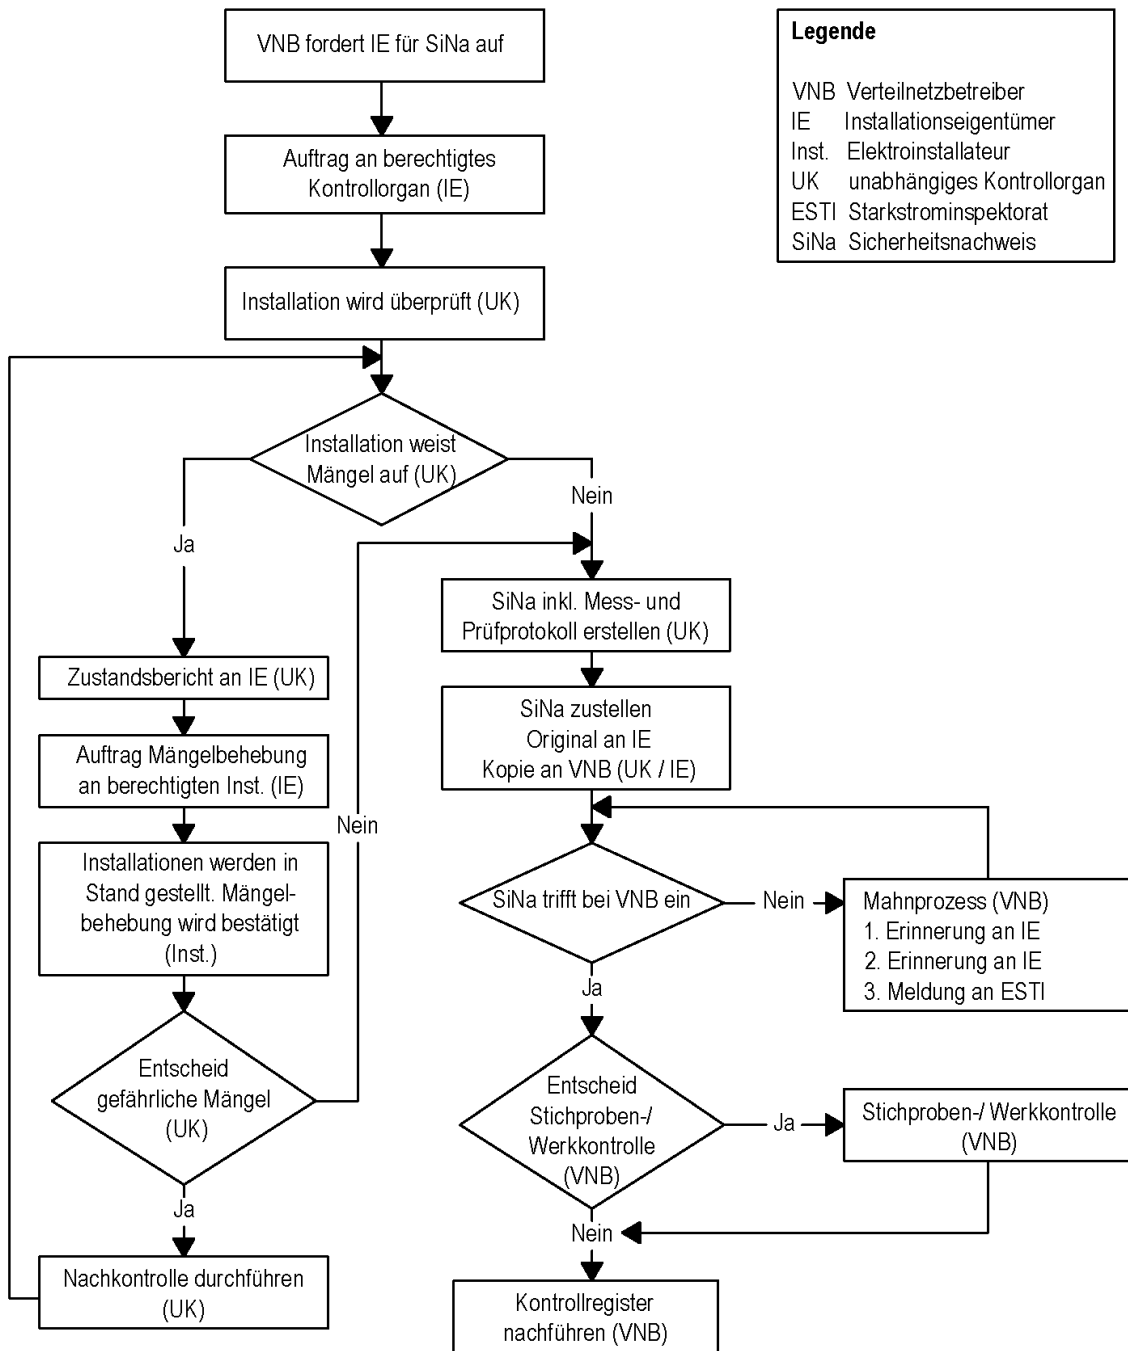 VNB fordert IE für SiNa auf
Auftrag an berechtigtes
Kontrollorgan (IE)
Installation wird überprüft (UK)
Installation weist
Mängel auf (UK)
Ja
Nein
Zustandsbericht an IE (UK)
Auftrag Mängelbehebung
an berechtigten Inst. (IE)
Installationen werden in
Stand gestellt. Mängel-
behebung wird bestätigt
(Inst.)
Entscheid
gefährliche Mängel
(UK)
Nein
Ja
Nachkontrolle durchführen
(UK)
SiNa inkl. Mess- und
Prüfprotokoll erstellen (UK)
SiNa zustellen
Original an IE
Kopie an VNB (UK / IE)
SiNa trifft bei VNB ein
Nein
Mahnprozess (VNB)
1. Erinnerung an IE
2. Erinnerung an IE
3. Meldung an ESTI
Ja
Entscheid
Stichproben-/
Werkkontrolle
(VNB)
Ja
Stichproben-/ Werkkontrolle
(VNB)
Nein
Kontrollregister
nachführen (VNB)
Legende
VNB Verteilnetzbetreiber
IE Installationseigentümer
Inst. Elektroinstallateur
UK unabhängiges Kontrollorgan
ESTI Starkstrominspektorat
SiNa Sicherheitsnachweis